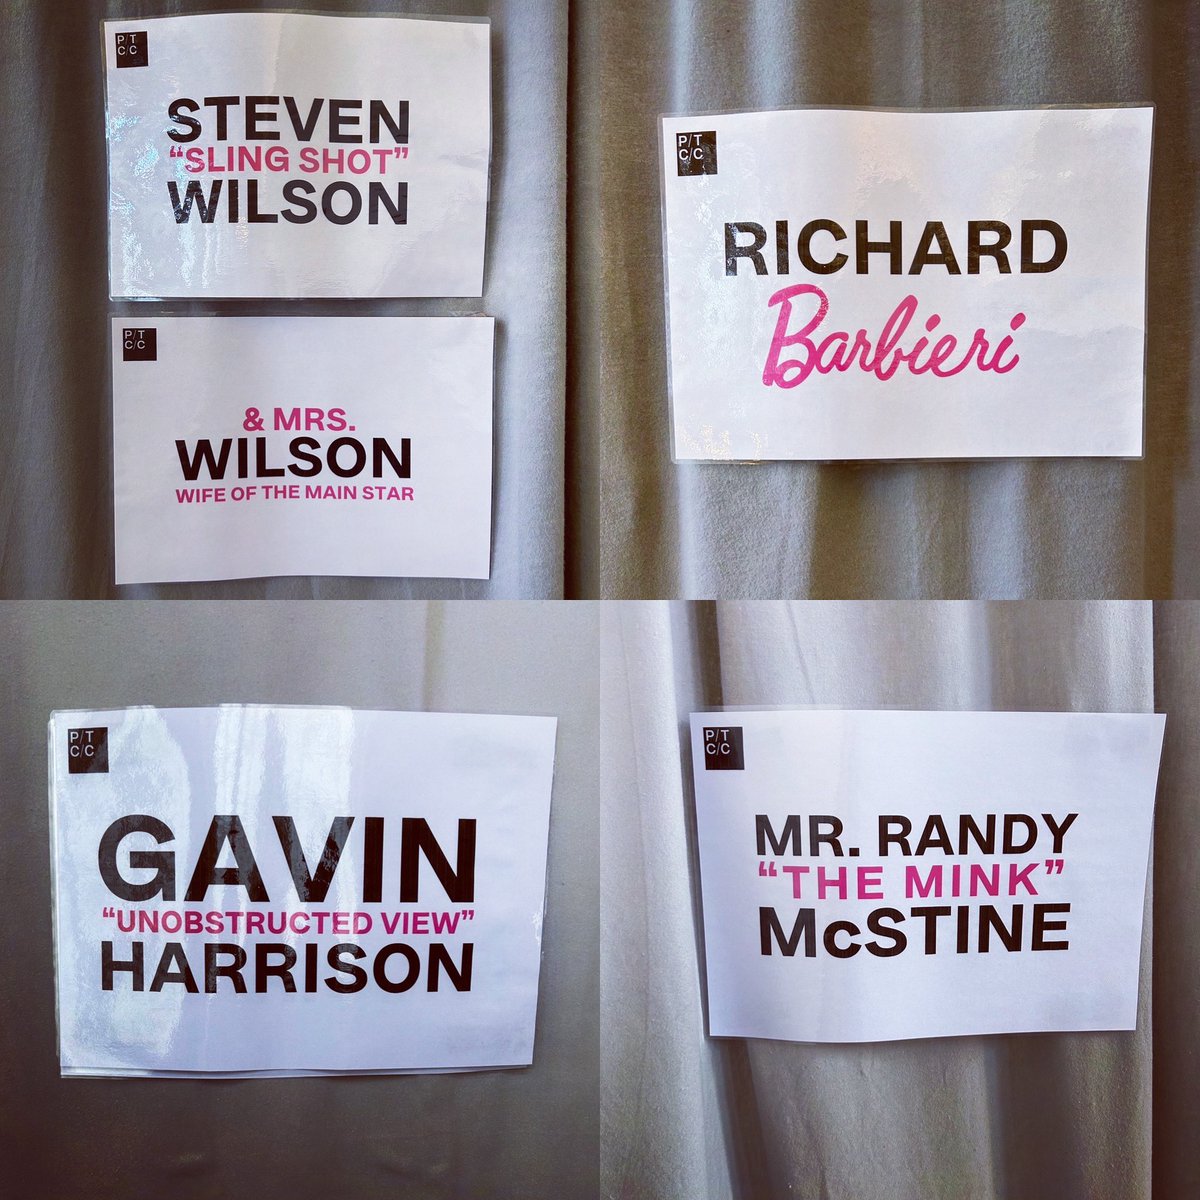 P/T
C/C
STEVEN
“SLING SHOT”
WILSON
P/T
C/C
& MRS.
WILSON
WIFE OF THE MAIN STAR
P/T
C/C
RICHARD
Barbieri
P/T
C/C
GAVIN
“UNOBSTRUCTED VIEW”
HARRISON
P/T
C/C
MR. RANDY
“THE MINK”
McSTINE